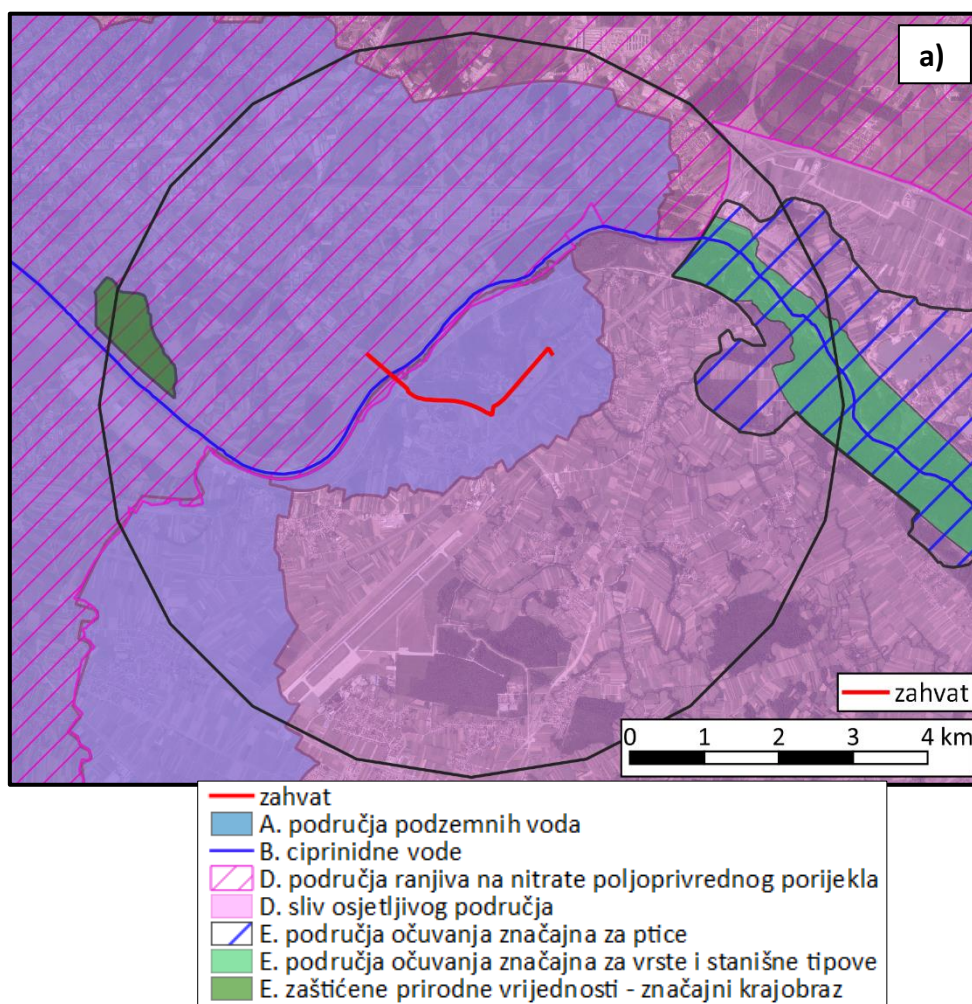 a)
zahvat
0 1 2 3 4 km
zahvat
A. područja podzemnih voda
B. ciprinidne vode
D. područja ranjiva na nitrate poljoprivrednog porijekla
D. sliv osjetljivog područja
E. područja očuvanja značajna za ptice
E. područja očuvanja značajna za vrste i stanišne tipove
E. zaštićene prirodne vrijednosti - značajni krajobraz